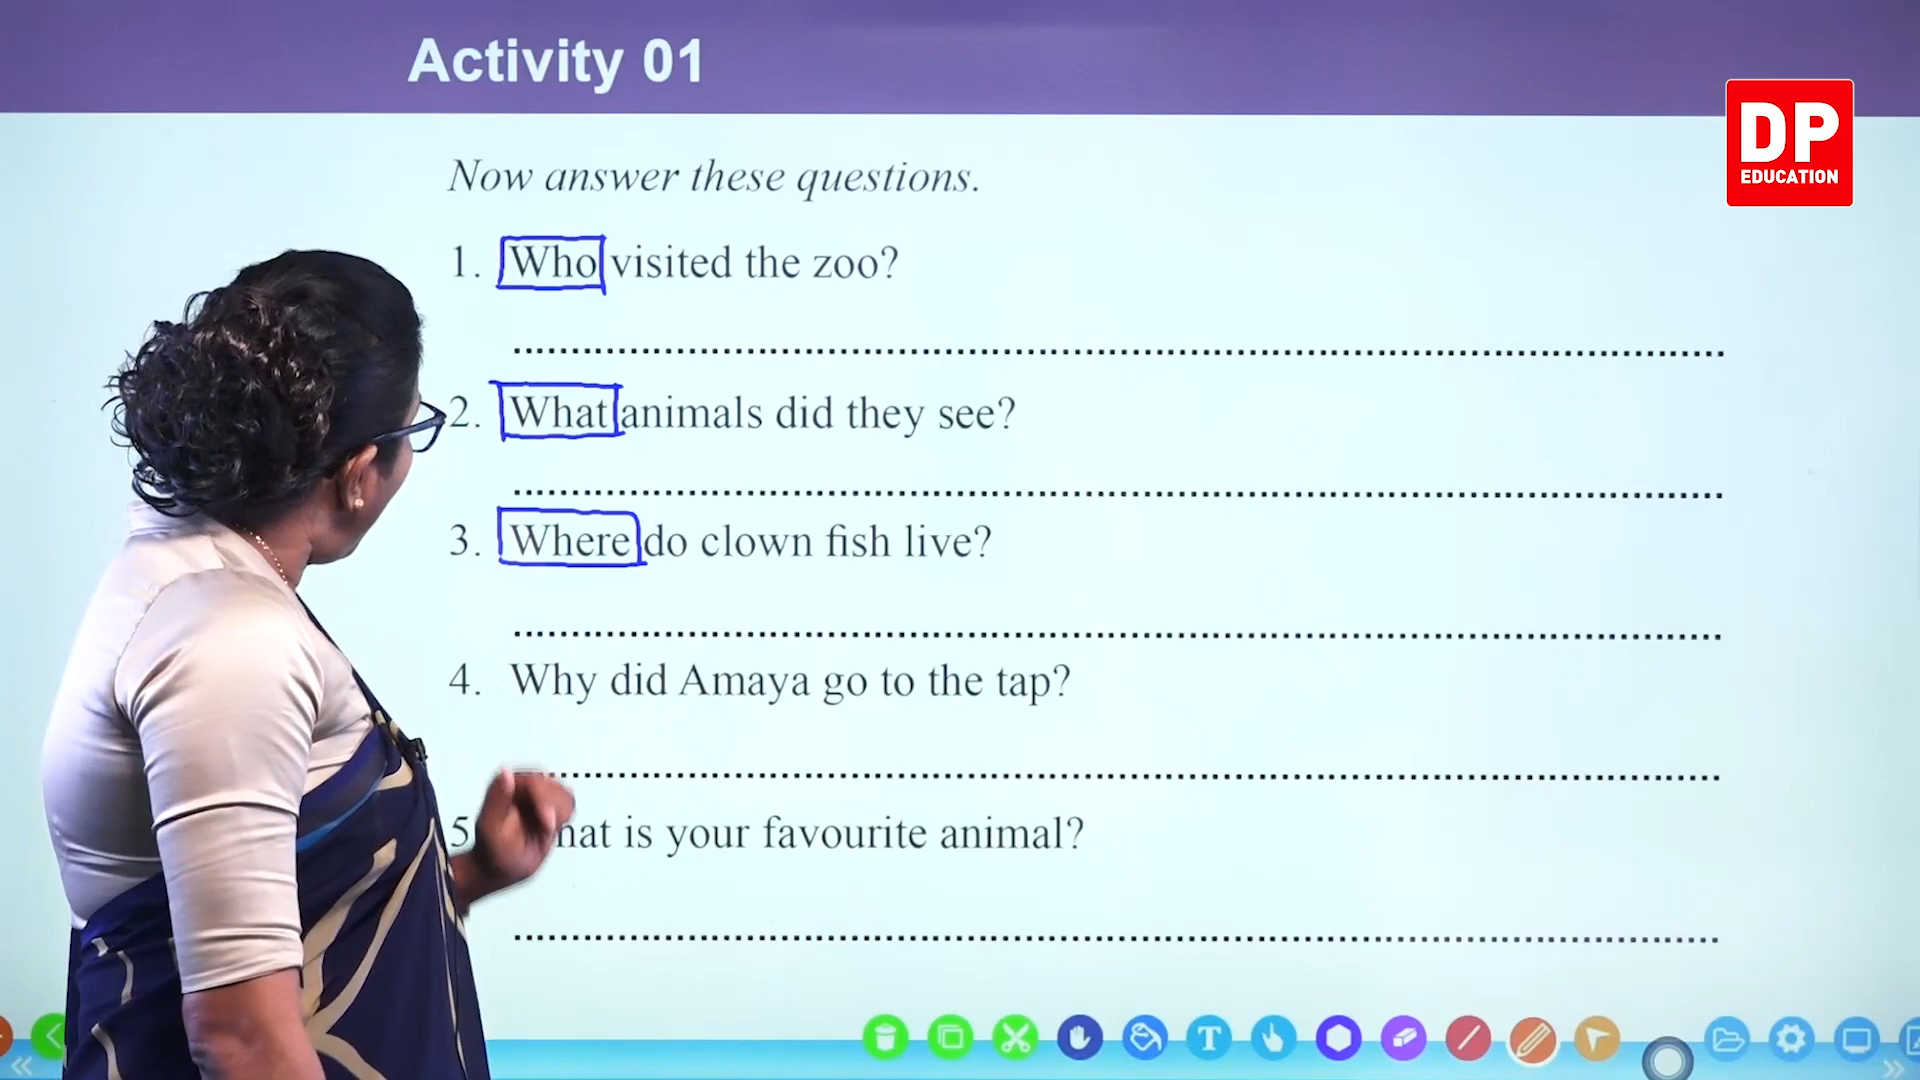 Activity 01
DP
EDUCATION
Now answer these questions.
1. Who visited the zoo?
2. What animals did they see?
3. Where do clown fish live?
4. Why did Amaya go to the tap?
5 is your favourite animal?
T